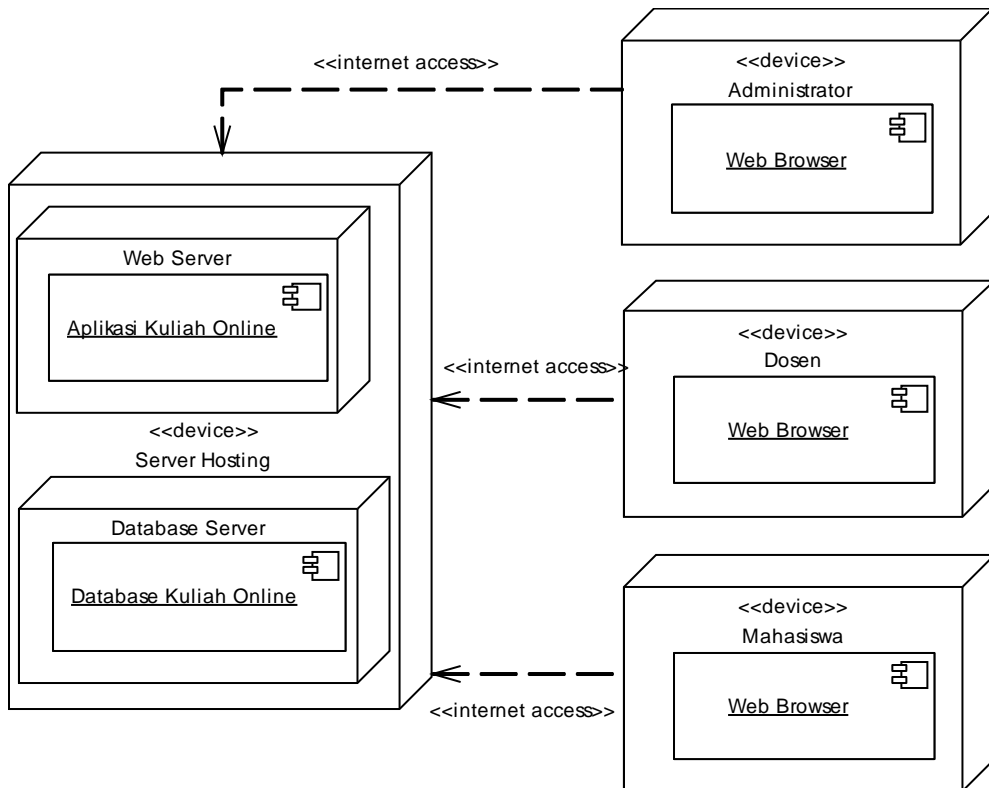 <<internet access>>
<<device>>
Administrator
Web Browser
Web Server
Aplikasi Kuliah Online
<<device>>
Server Hosting
Database Server
Database Kuliah Online
<<internet access>>
<<device>>
Dosen
Web Browser
<<internet access>>
<<device>>
Mahasiswa
Web Browser